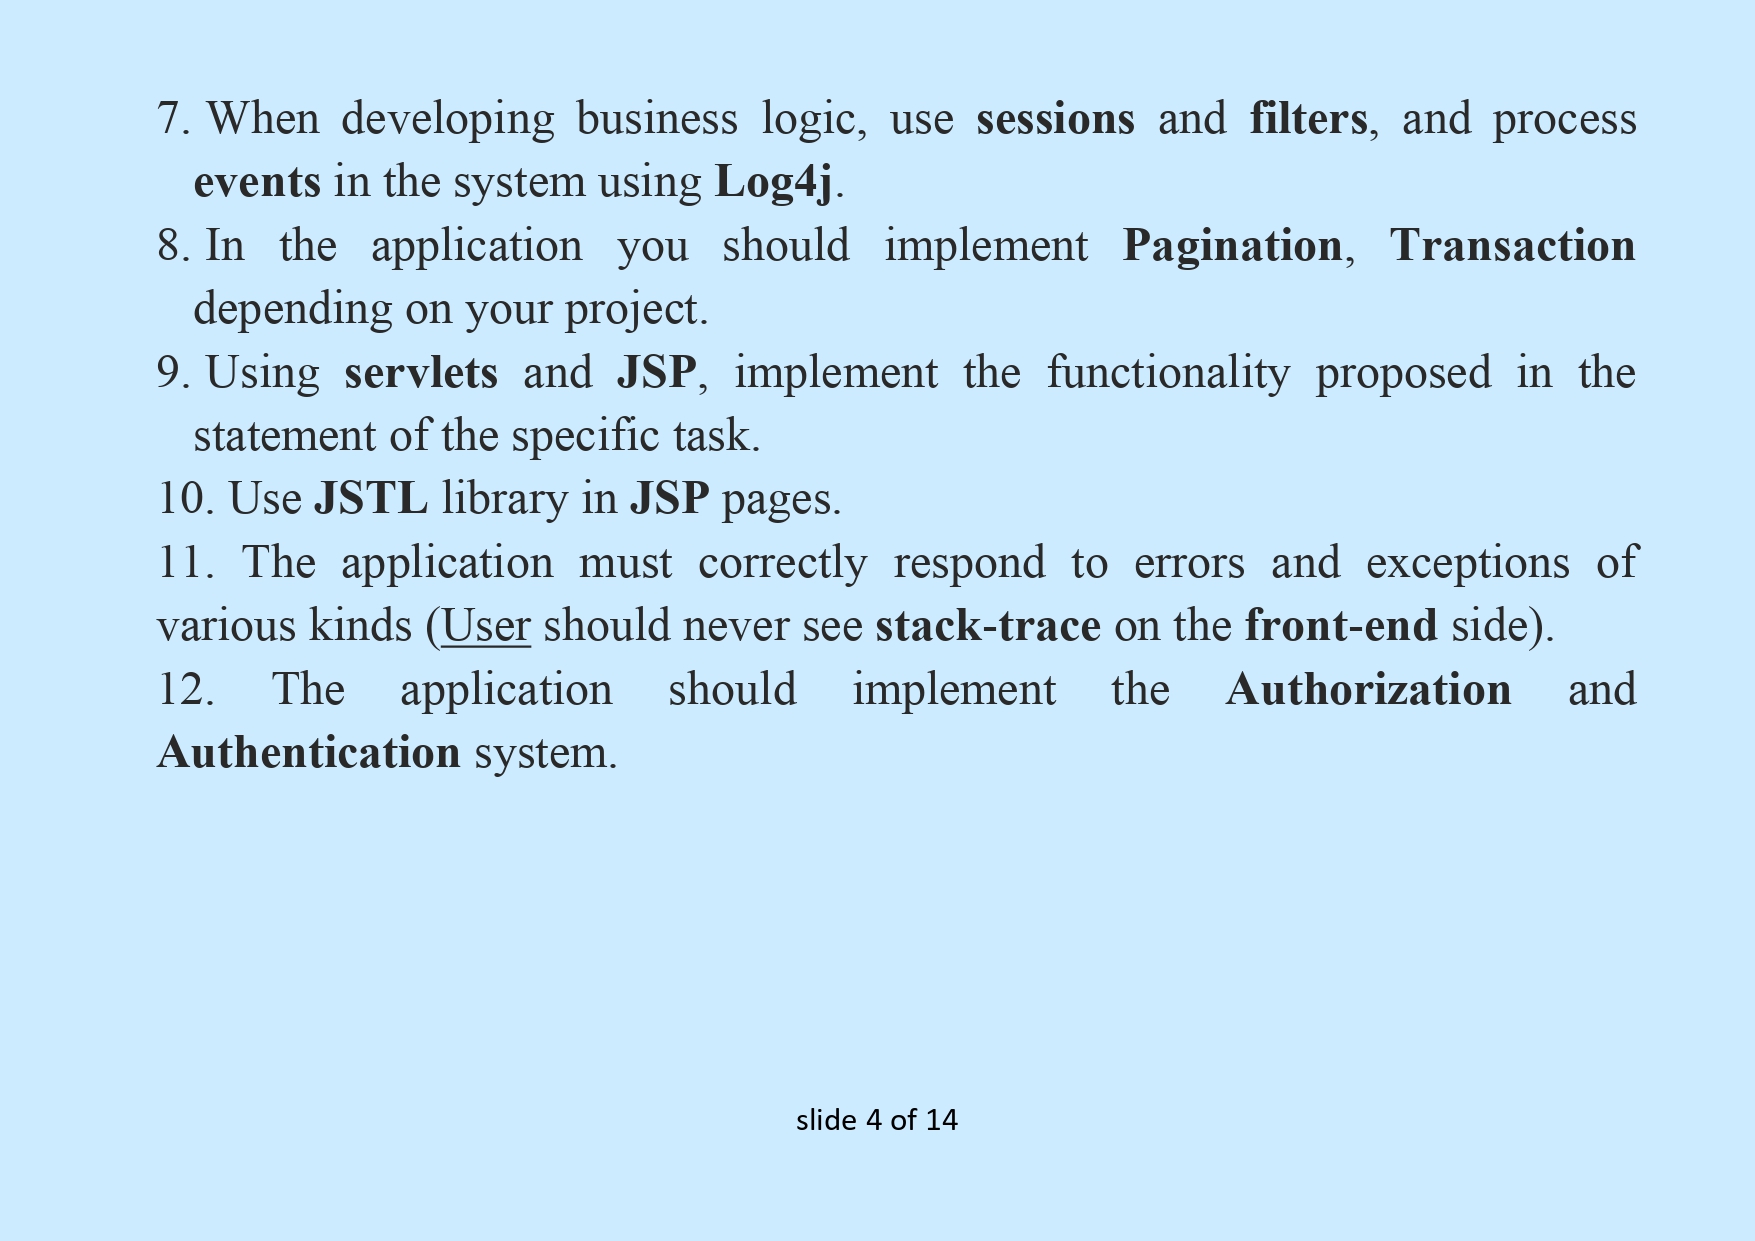 7. When developing business logic, use sessions and filters, and process
events in the system using Log4j.
8. In the application you should implement Pagination, Transaction
depending on your project.
9. Using servlets and JSP, implement the functionality proposed in the
statement of the specific task.
10. Use JSTL library in JSP pages.
11. The application must correctly respond to errors and exceptions of
various kinds (User should never see stack-trace on the front-end side).
12. The application should implement the Authorization and
Authentication system.
slide 4 of 14